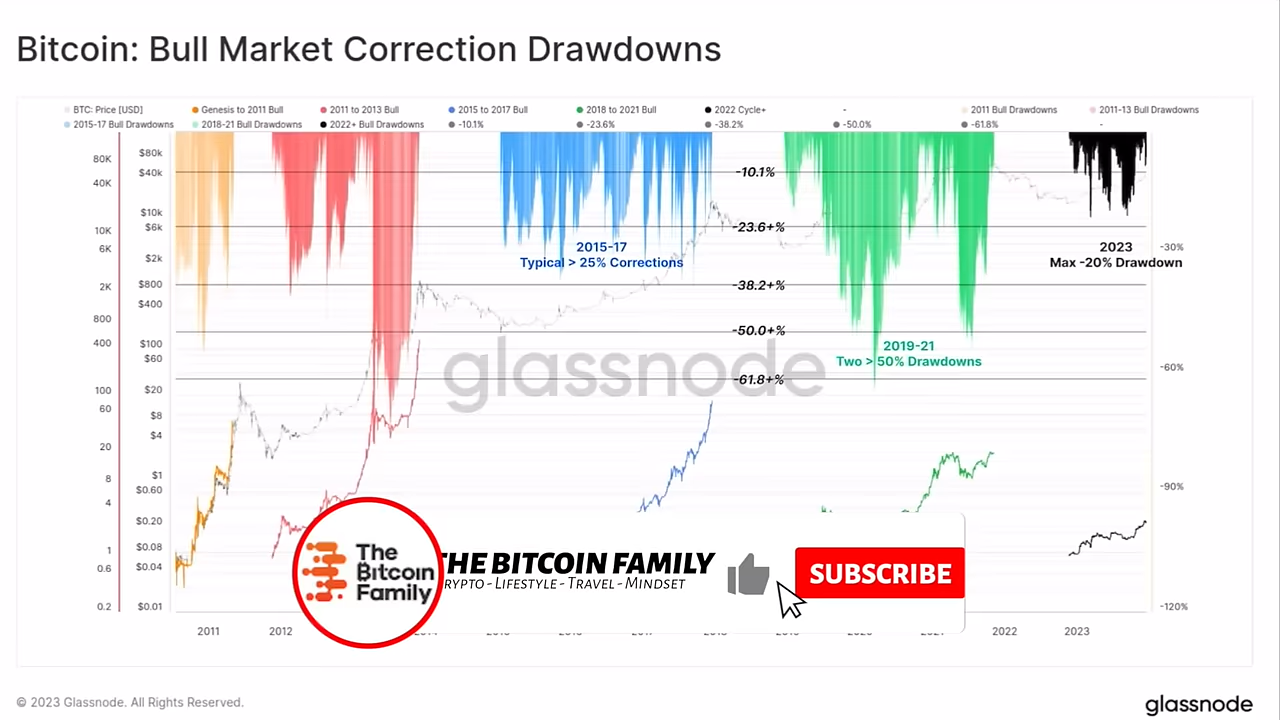 Bitcoin: Bull Market Correction Drawdowns
BTC: Price [USD] Genesis to 2011 Bull 2011 to 2013 Bull 2015 to 2017 Bull 2018 to 2021 Bull 2022 Cycle+ - 2011 Bull Drawdowns 2011-13 Bull Drawdowns
2015-17 Bull Drawdowns 2018-21 Bull Drawdowns 2022+ Bull Drawdowns -10.1% -23.6% -38.2% -50.0% -61.8% -
80K $80k
40K $40k -10.1%
$10k
10K $6k -23.6+%
6K 2015-17 2023 -30%
$2k Typical > 25% Corrections Max -20% Drawdown
2K $800 -38.2+%
$400
800 -50.0+%
400 $100 2019-21
$60 glassnode Two > 50% Drawdowns -60%
-61.8+%
100 $20
60 $8
$4
20
8 $1 -90%
$0.60
4
$0.20
1 $0.08
0.6 $0.04
0.2 $0.01 -120%
The
Bitcoin
Family
THE BITCOIN FAMILY
RYPTO - LIFESTYLE - TRAVEL - MINDSET
SUBSCRIBE
2011 2012 2022 2023
© 2023 Glassnode. All Rights Reserved.
glassnode